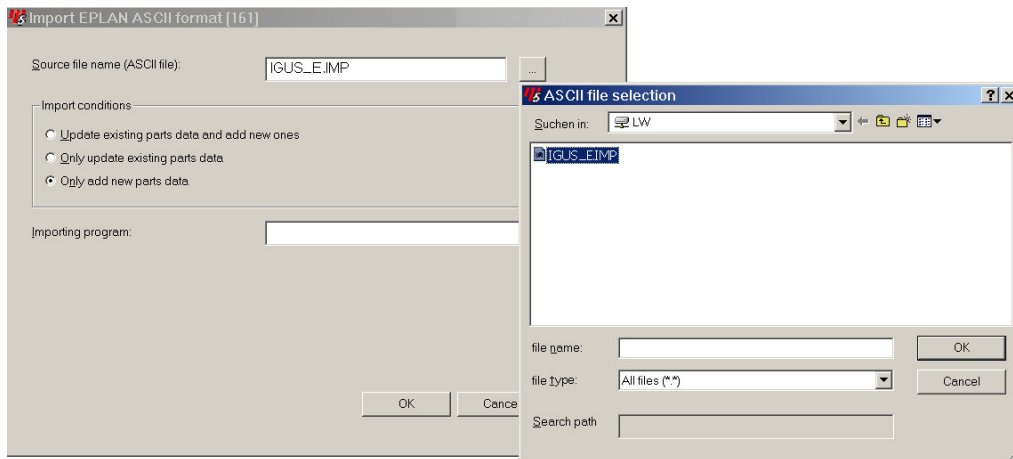 Import EPLAN ASCII format [161]
Source file name (ASCII file):
IGUS_E.IMP
...
Import conditions
Update existing parts data and add new ones
Only update existing parts data
Only add new parts data
Importing program:
OK
Cance
ASCII file selection
Suchen in:
LW
IGUS_E.IMP
file name:
OK
file type:
All files (*.*)
Cancel
Search path